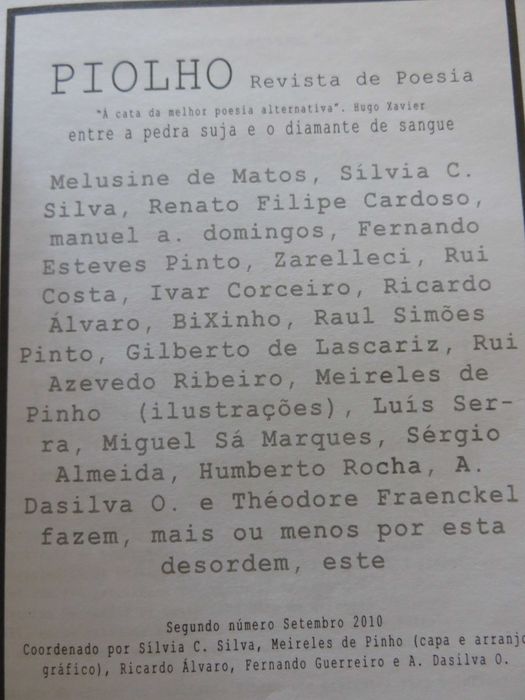 PIOLHO Revista de Poesia
"À cata da melhor poesia alternativa". Hugo Xavier
entre a pedra suja e o diamante de sangue
Melusine de Matos, Sílvia C.
Silva, Renato Filipe Cardoso,
manuel a. domingos, Fernando
Esteves Pinto, Zarelleci, Rui
Costa, Ivar Corceiro, Ricardo
Álvaro, BiXinho, Raul Simões
Pinto, Gilberto de Lascariz, Rui
Azevedo Ribeiro, Meireles de
Pinho (ilustrações), Luís Ser-
ra, Miguel Sá Marques, Sérgio
Almeida, Humberto Rocha, A.
Dasilva O. e Théodore Fraenckel
fazem, mais ou menos por esta
desordem, este
Segundo número Setembro 2010
Coordenado por Sílvia C. Silva, Meireles de Pinho (capa e arranjo
gráfico), Ricardo Álvaro, Fernando Guerreiro e A. Dasilva O.